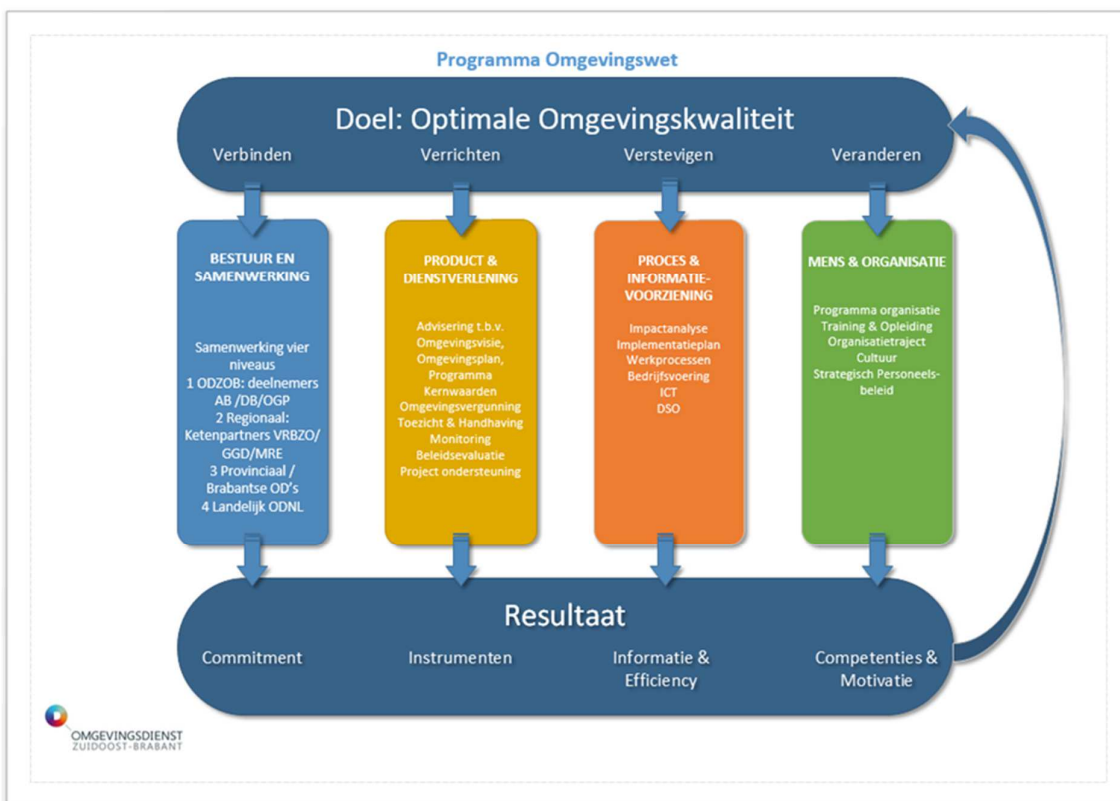 Programma Omgevingswet
Doel: Optimale Omgevingskwaliteit
Verbinden
Verrichten
Verstevigen
Veranderen
BESTUUR EN
SAMENWERKING
Samenwerking vier
niveaus
1 ODZOB: deelnemers
AB /DB/OGP
2 Regionaal:
Ketenpartners VRBZO/
GGD/MRE
3 Provinciaal /
Brabantse OD's
4 Landelijk ODNL
PRODUCT &
DIENSTVERLENING
Advisering t.b.v.
Omgevingsvisie,
Omgevingsplan,
Programma
Kernwaarden
Omgevingsvergunning
Toezicht & Handhaving
Monitoring
Beleidsevaluatie
Project ondersteuning
PROCES &
INFORMATIE-
VOORZIENING
Impactanalyse
Implementatieplan
Werkprocessen
Bedrijfsvoering
ICT
DSO
MENS & ORGANISATIE
Programma organisatie
Training & Opleiding
Organisatietraject
Cultuur
Strategisch Personeels-
beleid
Resultaat
Commitment
Instrumenten
Informatie &
Efficiency
Competenties &
Motivatie
OMGEVINGSDIENST
ZUIDOOST-BRABANT